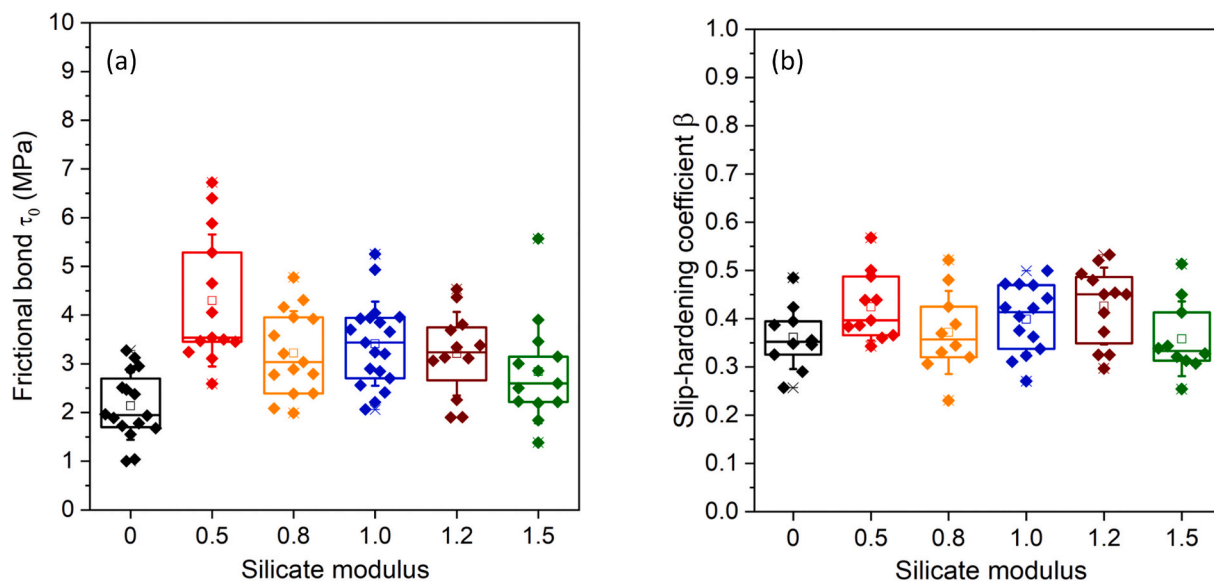 (a)
Frictional bond τ0 (MPa)
10
9
8
7
6
5
4
3
2
1
0
0 0.5 0.8 1.0 1.2 1.5
Silicate modulus
(b)
Slip-hardening coefficient β
1.0
0.9
0.8
0.7
0.6
0.5
0.4
0.3
0.2
0.1
0.0
0 0.5 0.8 1.0 1.2 1.5
Silicate modulus